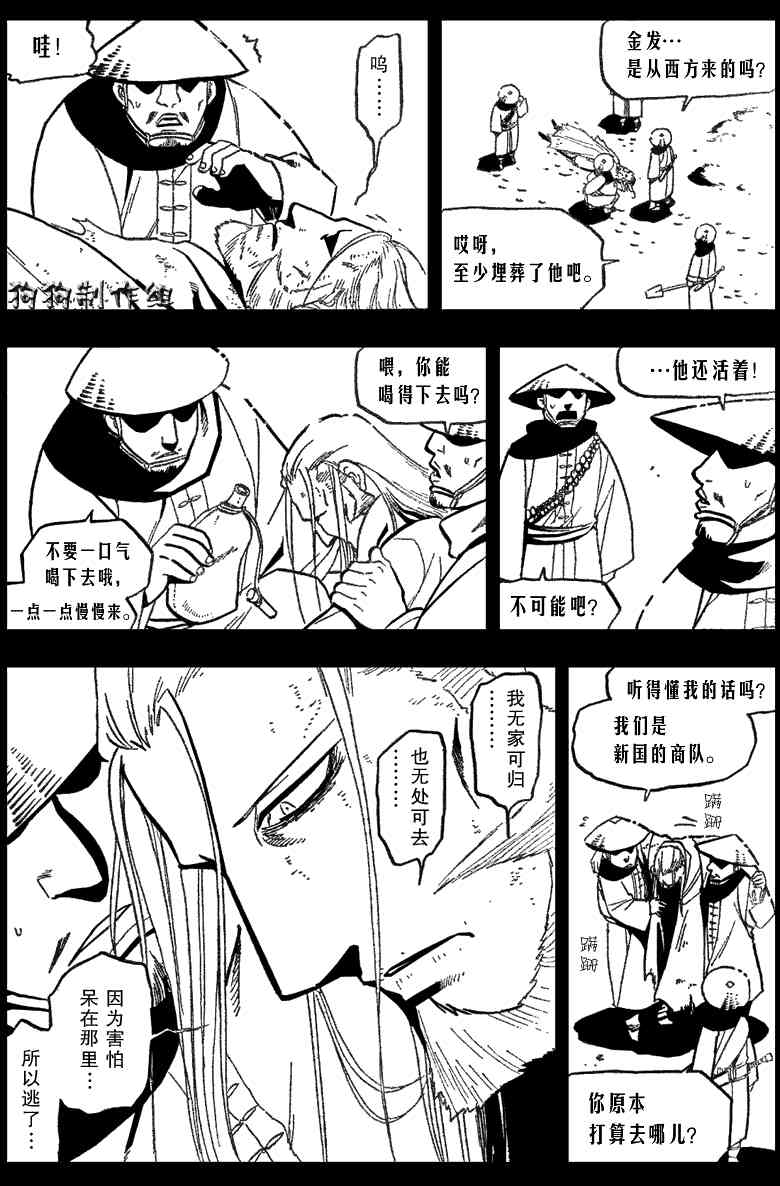 金发…
是从西方来的吗?
哎呀，
至少埋葬了他吧。
呜……
哇!
狗狗制作组
…他还活着!
不可能吧?
喂，你能
喝得下去吗?
不要一口气
喝下去哦，
一点一点慢慢来。
听得懂我的话吗?
我们是
新国的商队。
蹒跚
蹒跚
你原本
打算去哪儿?
我无家可归
………
也无处可去
………
因为害怕
呆在那里…
所以逃了…